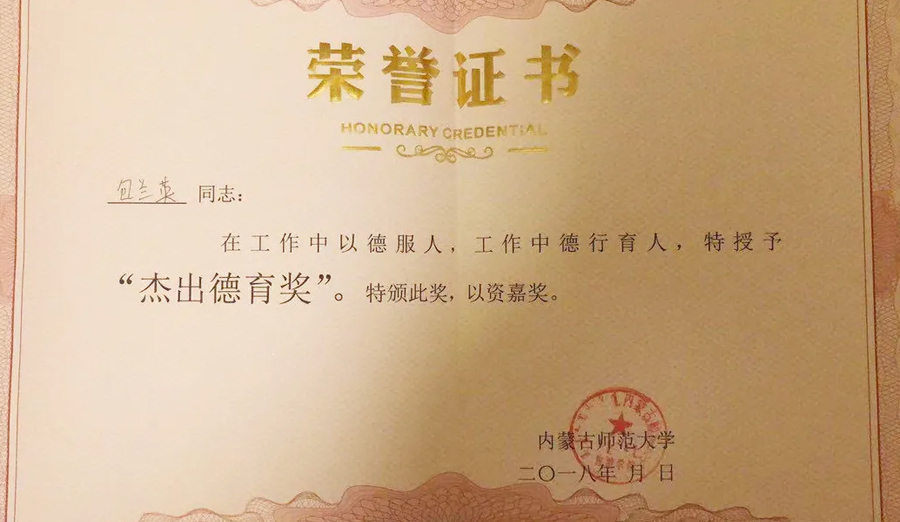 荣誉证书
HONORARY CREDENTIAL
包兰英 同志：
在工作中以德服人，工作中德行育人，特授予
“杰出德育奖”。特颁此奖，以资嘉奖。
内蒙古师范大学
二〇一八年 月 日